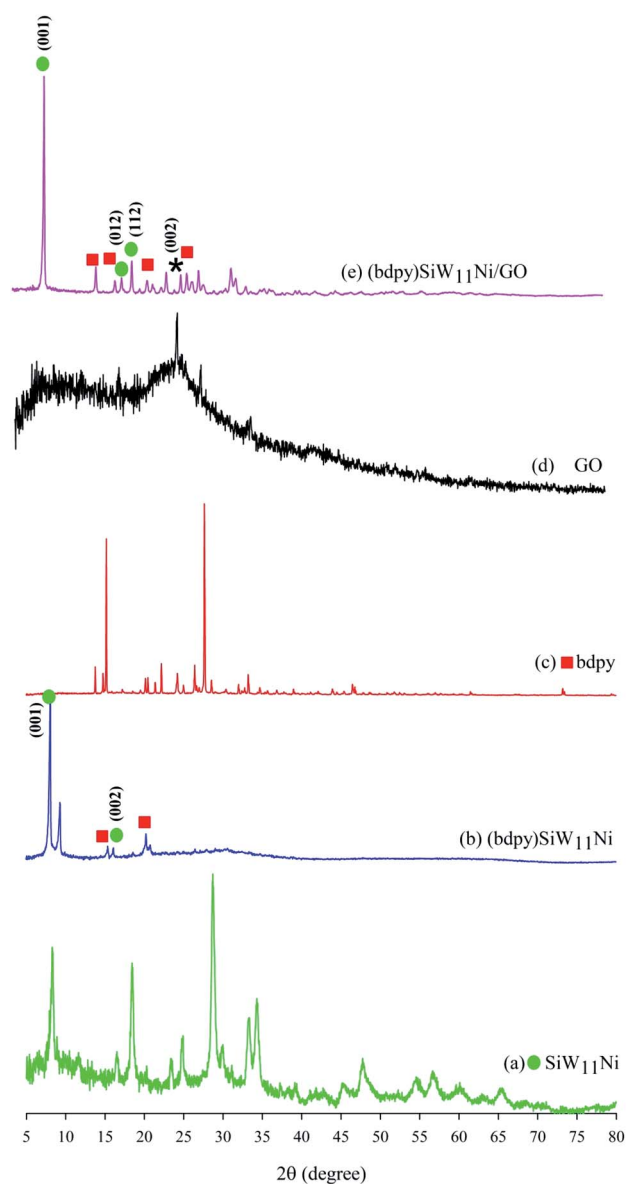 (001)
(012)
(112)
(002)
*
(e) (bdpy)SiW11Ni/GO
(d) GO
(c) bdpy
(001)
(002)
(b) (bdpy)SiW11Ni
(a) SiW11Ni
5 10 15 20 25 30 35 40 45 50 55 60 65 70 75 80
2θ (degree)